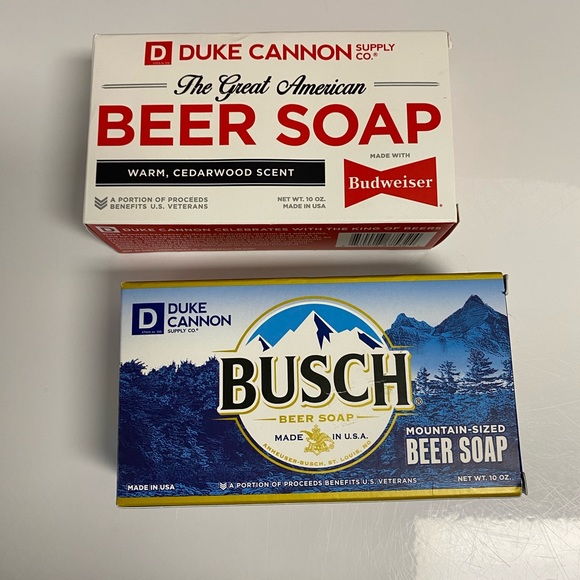 D DUKE CANNON SUPPLY CO.®
The Great American
BEER SOAP
WARM, CEDARWOOD SCENT
MADE WITH
Budweiser
A PORTION OF PROCEEDS
BENEFITS U.S. VETERANS
NET WT. 10 OZ.
MADE IN USA
D DUKE CANNON CELEBRATES WITH THE KING OF BEERS
D DUKE
CANNON
SUPPLY CO.®
BUSCH®
BEER SOAP
MADE IN U.S.A.
ANHEUSER-BUSCH, ST. LOUIS,
MOUNTAIN-SIZED
BEER SOAP
MADE IN USA
A PORTION OF PROCEEDS BENEFITS U.S. VETERANS
NET WT. 10 OZ.